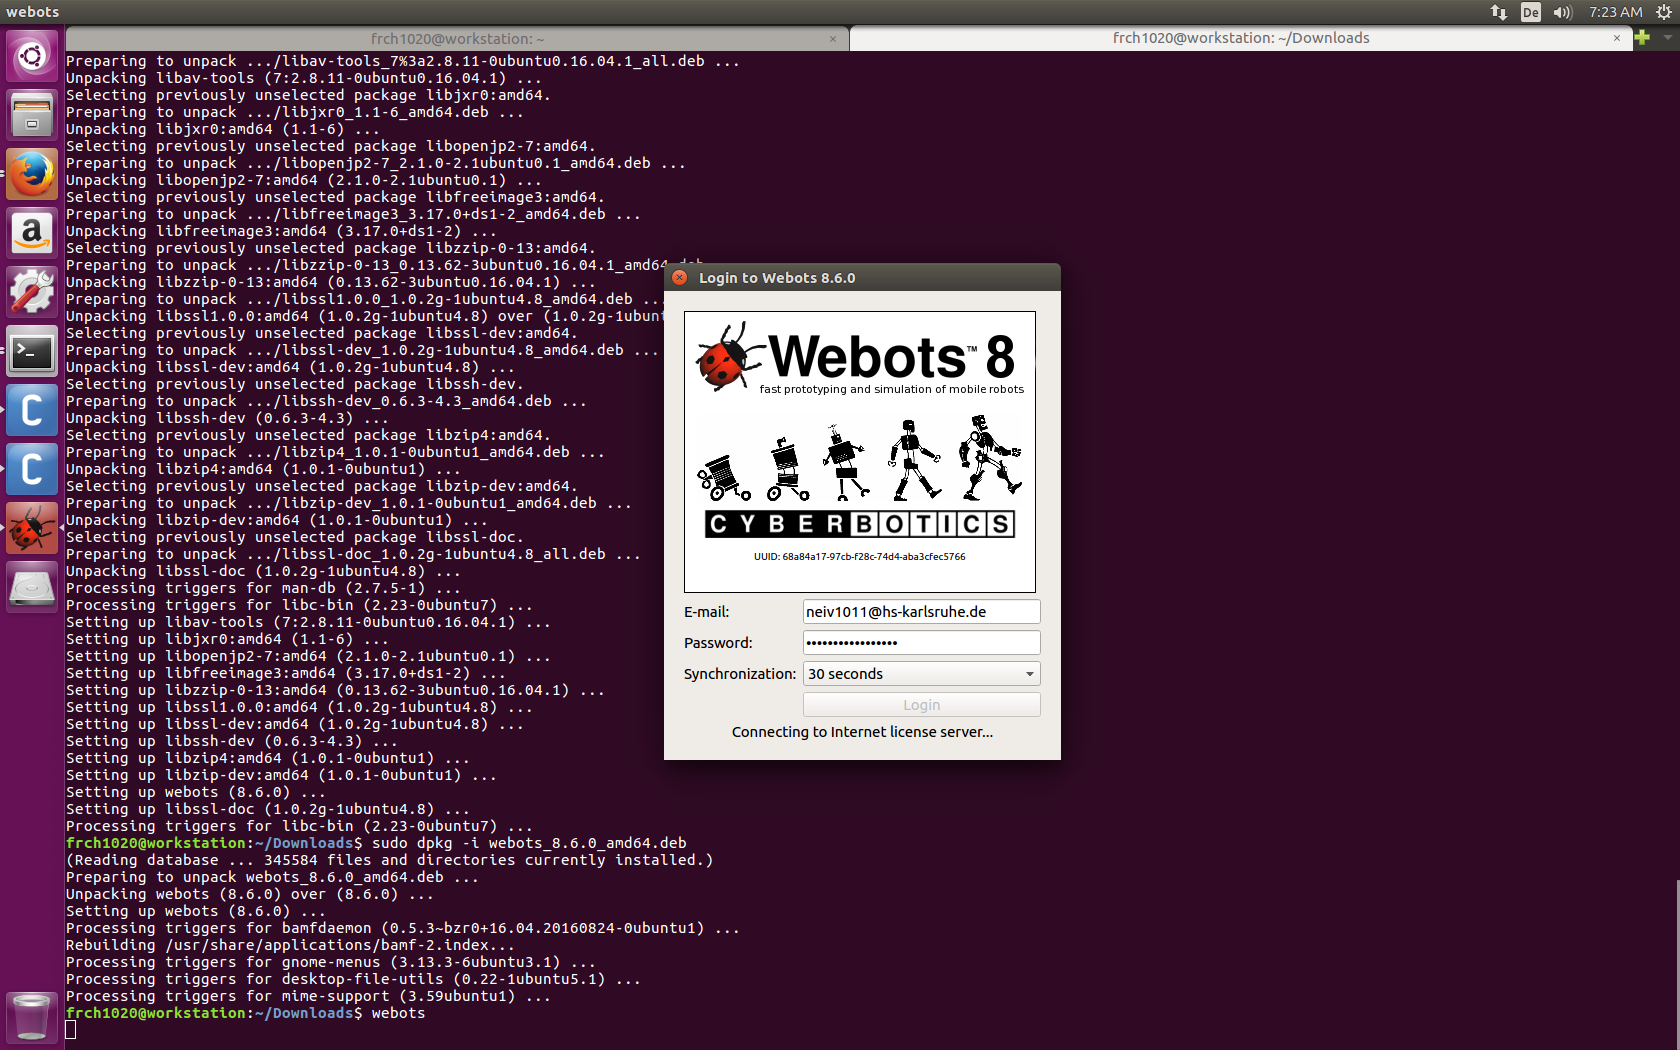 webots
De
7:23 AM
frch1020@workstation: ~
frch1020@workstation: ~/Downloads
Preparing to unpack .../libav-tools_7%3a2.8.11-0ubuntu0.16.04.1_all.deb ...
Unpacking libav-tools (7:2.8.11-0ubuntu0.16.04.1) ...
Selecting previously unselected package libjxr0:amd64.
Preparing to unpack .../libjxr0_1.1-6_amd64.deb ...
Unpacking libjxr0:amd64 (1.1-6) ...
Selecting previously unselected package libopenjp2-7:amd64.
Preparing to unpack .../libopenjp2-7_2.1.0-2.1ubuntu0.1_amd64.deb ...
Unpacking libopenjp2-7:amd64 (2.1.0-2.1ubuntu0.1) ...
Selecting previously unselected package libfreeimage3:amd64.
Preparing to unpack .../libfreeimage3_3.17.0+ds1-2_amd64.deb ...
Unpacking libfreeimage3:amd64 (3.17.0+ds1-2) ...
Selecting previously unselected package libzzip-0-13:amd64.
Preparing to unpack .../libzzip-0-13_0.13.62-3ubuntu0.16.04.1_amd64.deb
Unpacking libzzip-0-13:amd64 (0.13.62-3ubuntu0.16.04.1) ...
Preparing to unpack .../libssl1.0.0_1.0.2g-1ubuntu4.8_amd64.deb ...
Unpacking libssl1.0.0:amd64 (1.0.2g-1ubuntu4.8) over (1.0.2g-1ubunt
Selecting previously unselected package libssl-dev:amd64.
Preparing to unpack .../libssl-dev_1.0.2g-1ubuntu4.8_amd64.deb ...
Unpacking libssl-dev:amd64 (1.0.2g-1ubuntu4.8) ...
Selecting previously unselected package libssh-dev.
Preparing to unpack .../libssh-dev_0.6.3-4.3_amd64.deb ...
Unpacking libssh-dev (0.6.3-4.3) ...
Selecting previously unselected package libzip4:amd64.
Preparing to unpack .../libzip4_1.0.1-0ubuntu1_amd64.deb ...
Unpacking libzip4:amd64 (1.0.1-0ubuntu1) ...
Selecting previously unselected package libzip-dev:amd64.
Preparing to unpack .../libzip-dev_1.0.1-0ubuntu1_amd64.deb ...
Unpacking libzip-dev:amd64 (1.0.1-0ubuntu1) ...
Selecting previously unselected package libssl-doc.
Preparing to unpack .../libssl-doc_1.0.2g-1ubuntu4.8_all.deb ...
Unpacking libssl-doc (1.0.2g-1ubuntu4.8) ...
Processing triggers for man-db (2.7.5-1) ...
Processing triggers for libc-bin (2.23-0ubuntu7) ...
Setting up libav-tools (7:2.8.11-0ubuntu0.16.04.1) ...
Setting up libjxr0:amd64 (1.1-6) ...
Setting up libopenjp2-7:amd64 (2.1.0-2.1ubuntu0.1) ...
Setting up libfreeimage3:amd64 (3.17.0+ds1-2) ...
Setting up libzzip-0-13:amd64 (0.13.62-3ubuntu0.16.04.1) ...
Setting up libssl1.0.0:amd64 (1.0.2g-1ubuntu4.8) ...
Setting up libssl-dev:amd64 (1.0.2g-1ubuntu4.8) ...
Setting up libssh-dev (0.6.3-4.3) ...
Setting up libzip4:amd64 (1.0.1-0ubuntu1) ...
Setting up libzip-dev:amd64 (1.0.1-0ubuntu1) ...
Setting up webots (8.6.0) ...
Setting up libssl-doc (1.0.2g-1ubuntu4.8) ...
Processing triggers for libc-bin (2.23-0ubuntu7) ...
frch1020@workstation:~/Downloads$ sudo dpkg -i webots_8.6.0_amd64.deb
(Reading database ... 345584 files and directories currently installed.)
Preparing to unpack webots_8.6.0_amd64.deb ...
Unpacking webots (8.6.0) over (8.6.0) ...
Setting up webots (8.6.0) ...
Processing triggers for bamfdaemon (0.5.3~bzr0+16.04.20160824-0ubuntu1) ...
Rebuilding /usr/share/applications/bamf-2.index...
Processing triggers for gnome-menus (3.13.3-6ubuntu3.1) ...
Processing triggers for desktop-file-utils (0.22-1ubuntu5.1) ...
Processing triggers for mime-support (3.59ubuntu1) ...
frch1020@workstation:~/Downloads$ webots
Login to Webots 8.6.0
Webots™ 8
fast prototyping and simulation of mobile robots
CYBERBOTICS
UUID: 68a84a17-97cb-f28c-74d4-aba3cfec5766
E-mail: neiv1011@hs-karlsruhe.de
Password: •••••••••••••••••
Synchronization: 30 seconds
Login
Connecting to Internet license server...
a
C
C